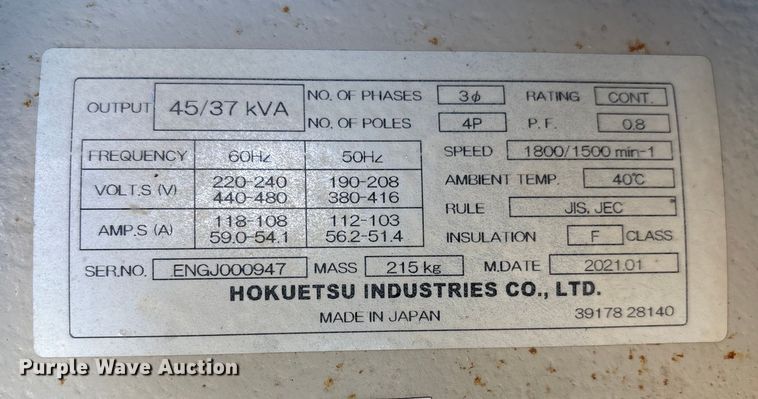 OUTPUT 45/37 kVA NO. OF PHASES 3ϕ RATING CONT.
NO. OF POLES 4P P.F. 0.8
FREQUENCY 60Hz 50Hz SPEED 1800/1500 min-1
VOLT.S (V) 220-240 190-208 AMBIENT TEMP. 40℃
440-480 380-416
AMP.S (A) 118-108 112-103 RULE JIS, JEC
59.0-54.1 56.2-51.4 INSULATION F CLASS
SER.NO. ENGJ000947 MASS 215kg M.DATE 2021.01
HOKUETSU INDUSTRIES CO., LTD.
MADE IN JAPAN 39178 28140
Purple Wave Auction